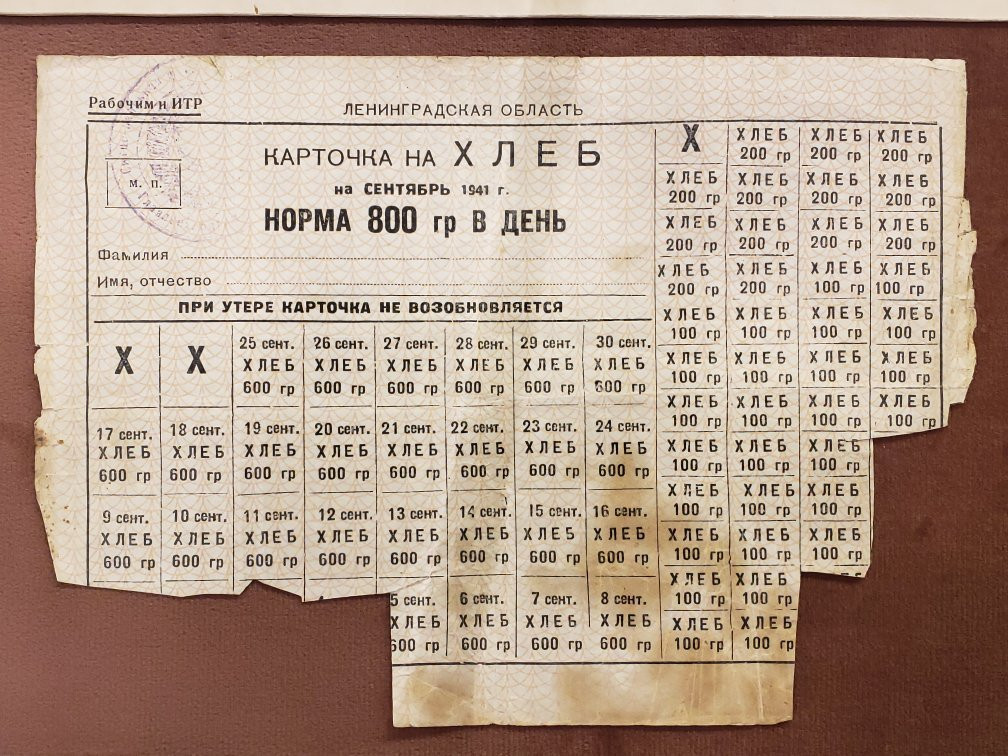 Рабочим и ИТР
ЛЕНИНГРАДСКАЯ ОБЛАСТЬ
М. П.
КАРТОЧКА НА ХЛЕБ
на СЕНТЯБРЬ 1941 г.
НОРМА 800 гр В ДЕНЬ
Фамилия
Имя, отчество
ПРИ УТЕРЕ КАРТОЧКА НЕ ВОЗОБНОВЛЯЕТСЯ
Х Х 25 сент. 26 сент. 27 сент. 28 сент. 29 сент. 30 сент.
ХЛЕБ ХЛЕБ ХЛЕБ ХЛЕБ ХЛЕБ ХЛЕБ
600 гр 600 гр 600 гр 600 гр 600 гр 600 гр
17 сент. 18 сент. 19 сент. 20 сент. 21 сент. 22 сент. 23 сент. 24 сент.
ХЛЕБ ХЛЕБ ХЛЕБ ХЛЕБ ХЛЕБ ХЛЕБ ХЛЕБ ХЛЕБ
600 гр 600 гр 600 гр 600 гр 600 гр 600 гр 600 гр 600 гр
9 сент. 10 сент. 11 сент. 12 сент. 13 сент. 14 сент. 15 сент. 16 сент.
ХЛЕБ ХЛЕБ ХЛЕБ ХЛЕБ ХЛЕБ ХЛЕБ ХЛЕБ ХЛЕБ
600 гр 600 гр 600 гр 600 гр 600 гр 600 гр 600 гр 600 гр
5 сент. 6 сент. 7 сент. 8 сент.
ХЛЕБ ХЛЕБ ХЛЕБ ХЛЕБ
600 гр 600 гр 600 гр 600 гр
Х ХЛЕБ ХЛЕБ ХЛЕБ
200 гр 200 гр 200 гр
ХЛЕБ ХЛЕБ ХЛЕБ ХЛЕБ
200 гр 200 гр 200 гр 200 гр
ХЛЕБ ХЛЕБ ХЛЕБ ХЛЕБ
200 гр 200 гр 200 гр 200 гр
ХЛЕБ ХЛЕБ ХЛЕБ ХЛЕБ
200 гр 200 гр 100 гр 100 гр
ХЛЕБ ХЛЕБ ХЛЕБ ХЛЕБ
100 гр 100 гр 100 гр 100 гр
ХЛЕБ ХЛЕБ ХЛЕБ ХЛЕБ
100 гр 100 гр 100 гр 100 гр
ХЛЕБ ХЛЕБ ХЛЕБ ХЛЕБ
100 гр 100 гр 100 гр 100 гр
ХЛЕБ ХЛЕБ ХЛЕБ
100 гр 100 гр 100 гр
ХЛЕБ ХЛЕБ ХЛЕБ
100 гр 100 гр 100 гр
ХЛЕБ ХЛЕБ ХЛЕБ
100 гр 100 гр 100 гр
ХЛЕБ ХЛЕБ
100 гр 100 гр
ХЛЕБ ХЛЕБ
100 гр 100 гр